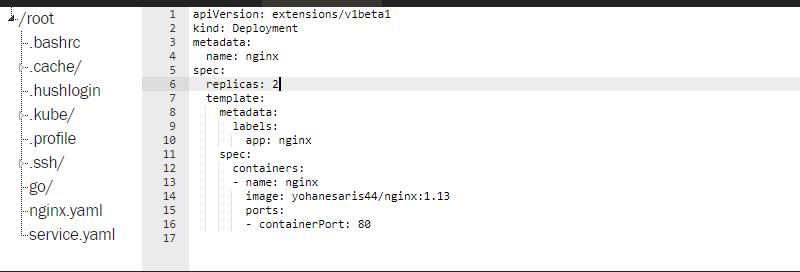 /root
.bashrc
.cache/
.hushlogin
.kube/
.profile
.ssh/
go/
nginx.yaml
service.yaml
1 apiVersion: extensions/v1beta1
2 kind: Deployment
3 metadata:
4   name: nginx
5 spec:
6   replicas: 2
7   template:
8     metadata:
9       labels:
10         app: nginx
11     spec:
12       containers:
13       - name: nginx
14         image: yohanesaris44/nginx:1.13
15         ports:
16         - containerPort: 80
17